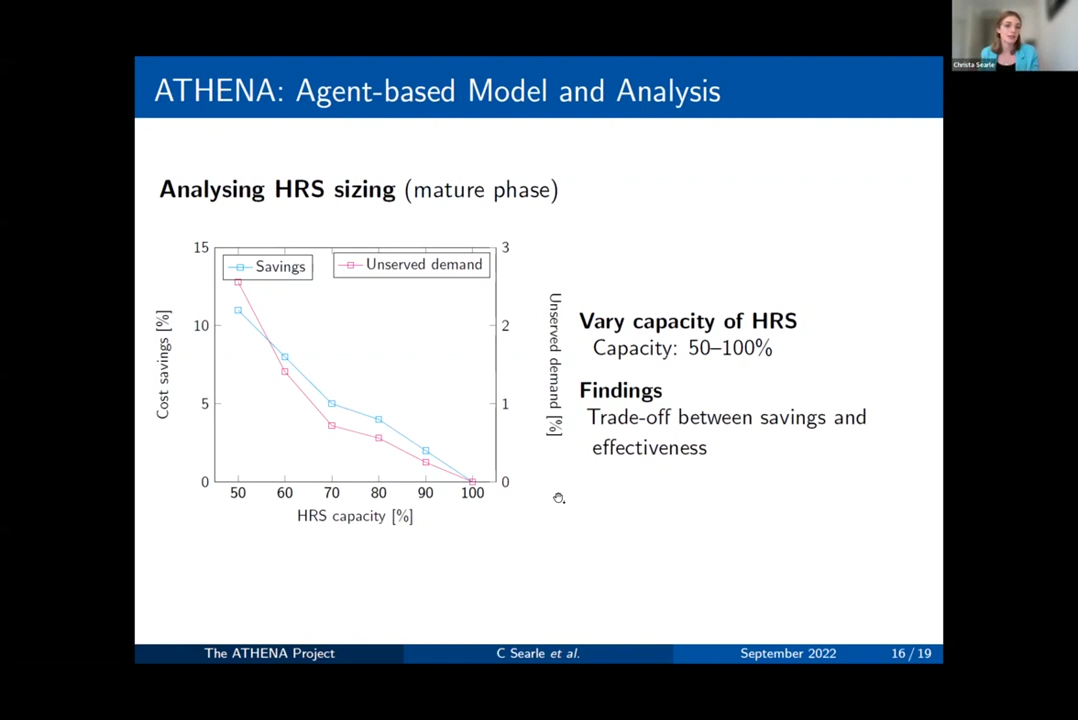 Christa Searle
ATHENA: Agent-based Model and Analysis
Analysing HRS sizing (mature phase)
15
10
5
0
Cost savings [%]
Savings
Unserved demand
3
2
1
0
Unserved demand [%]
50 60 70 80 90 100
HRS capacity [%]
Vary capacity of HRS
Capacity: 50–100%
Findings
Trade-off between savings and
effectiveness
The ATHENA Project
C Searle et al.
September 2022
16 / 19